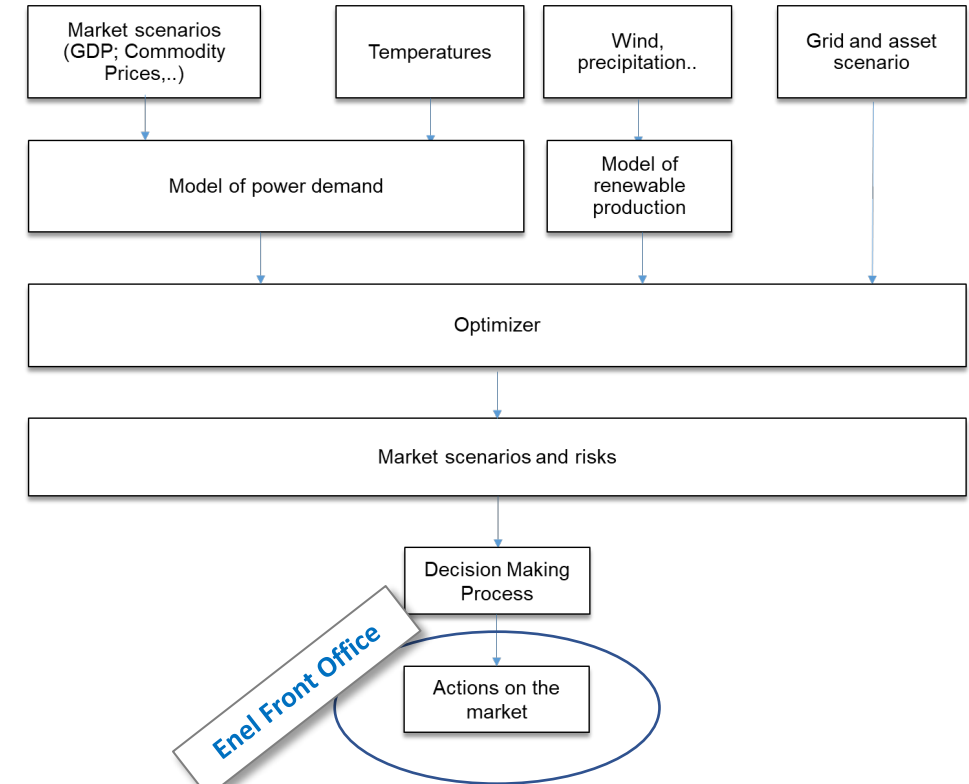 Market scenarios
(GDP; Commodity
Prices,..)
Temperatures
Wind,
precipitation..
Grid and asset
scenario
Model of power demand
Model of
renewable
production
Optimizer
Market scenarios and risks
Decision Making
Process
Enel Front Office
Actions on the
market